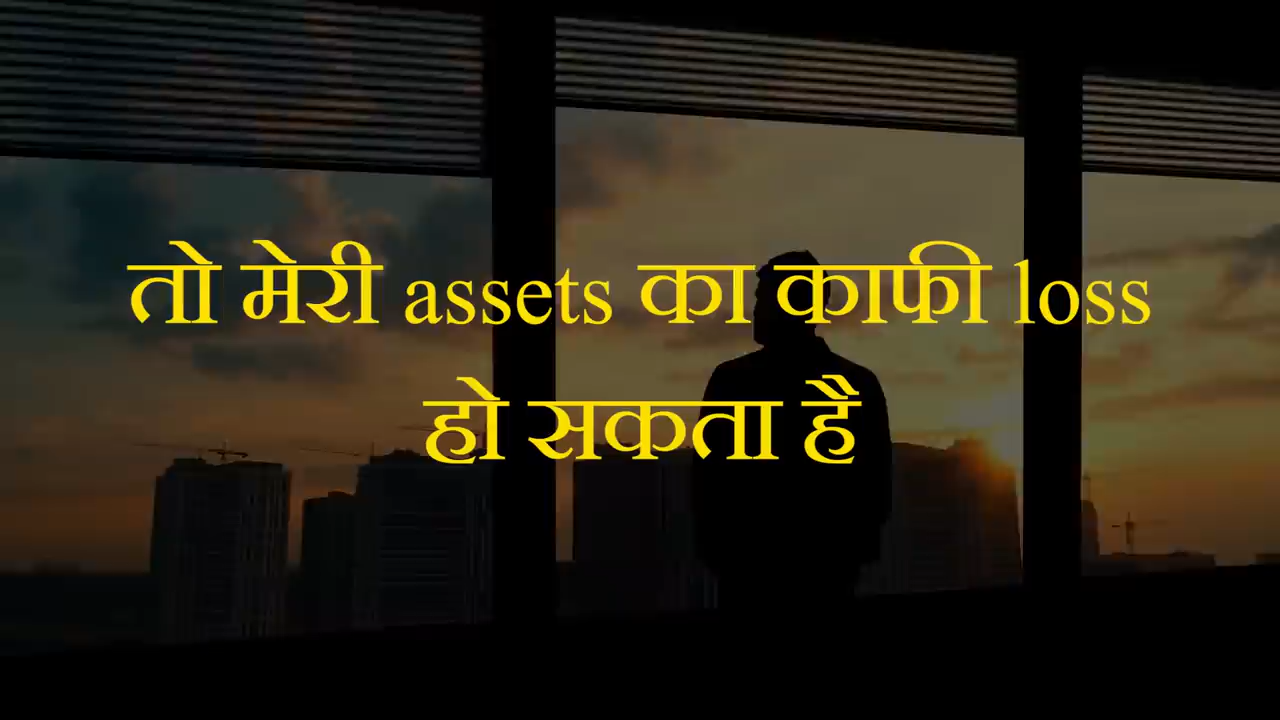 तो मेरी assets का काफी loss
हो सकता है